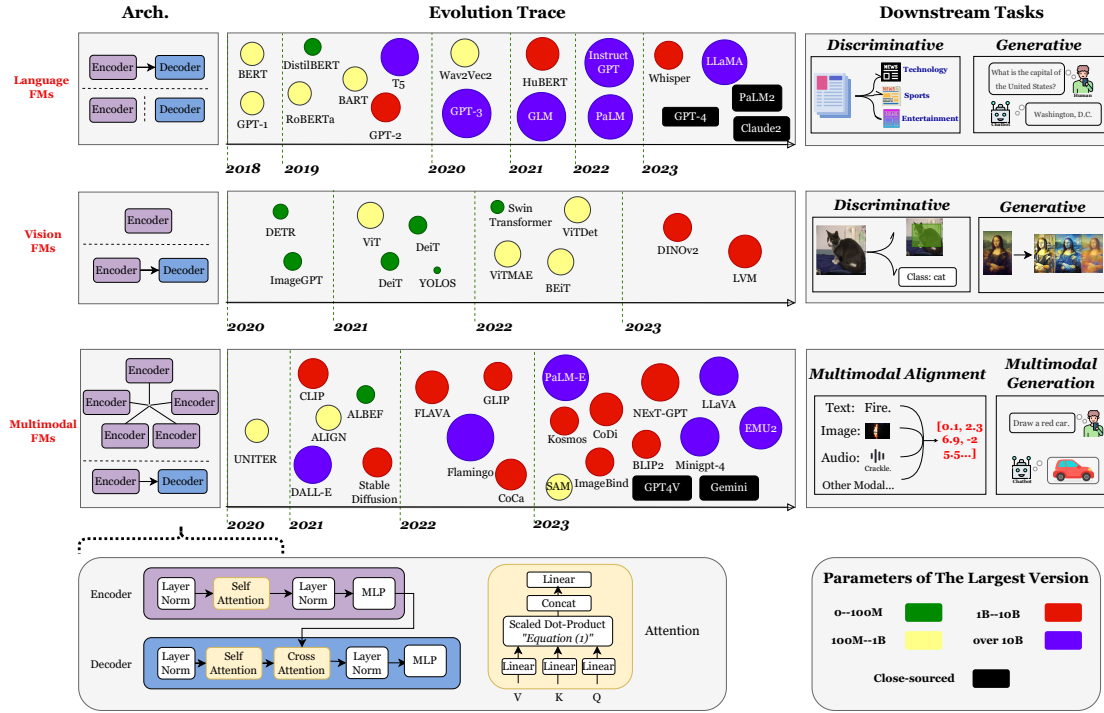 Arch.
Evolution Trace
Downstream Tasks
Language
FMs
Encoder
Decoder
Encoder
Decoder
BERT
GPT-1
DistilBERT
RoBERTa
BART
T5
GPT-2
Wav2Vec2
GPT-3
HuBERT
GLM
Instruct
GPT
PaLM
Whisper
LLaMA
GPT-4
PaLM2
Claude2
2018
2019
2020
2021
2022
2023
Discriminative
NEWS
Technology
Sports
Entertainment
Generative
What is the capital of
the United States?
Human
Chatbot
Washington, D.C.
Vision
FMs
Encoder
Encoder
Decoder
DETR
ImageGPT
ViT
DeiT
DeiT
YOLOS
Swin
Transformer
ViTDet
ViTMAE
BEiT
DINOv2
LVM
2020
2021
2022
2023
Discriminative
Class: cat
Generative
Multimodal
FMs
Encoder
Encoder
Encoder
Encoder
Encoder
Encoder
Decoder
UNITER
CLIP
ALIGN
ALBEF
DALL-E
Stable
Diffusion
FLAVA
GLIP
Flamingo
CoCa
PaLM-E
Kosmos
CoDi
NExT-GPT
LLaVA
EMU2
BLIP2
Minigpt-4
SAM
ImageBind
GPT4V
Gemini
2020
2021
2022
2023
Multimodal Alignment
Text: Fire.
Image:
Audio:
Crackle.
Other Modal...
[0.1, 2.3
6.9, -2
5.5...]
Multimodal
Generation
Draw a red car.
Human
Chatbot
Encoder
Layer
Norm
Self
Attention
Layer
Norm
MLP
Decoder
Layer
Norm
Self
Attention
Cross
Attention
Layer
Norm
MLP
Linear
Concat
Scaled Dot-Product
"Equation (1)"
Linear
Linear
Linear
V
K
Q
Attention
Parameters of The Largest Version
0--100M
1B--10B
100M--1B
over 10B
Close-sourced